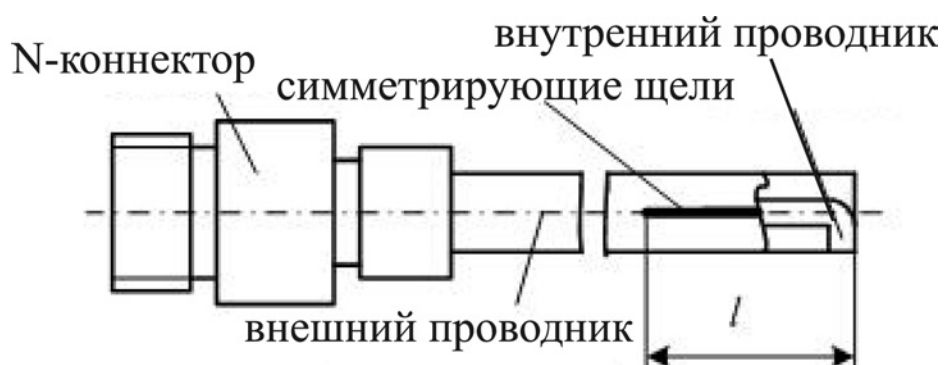 внутренний проводник
N-коннектор
симметрирующие щели
внешний проводник
l